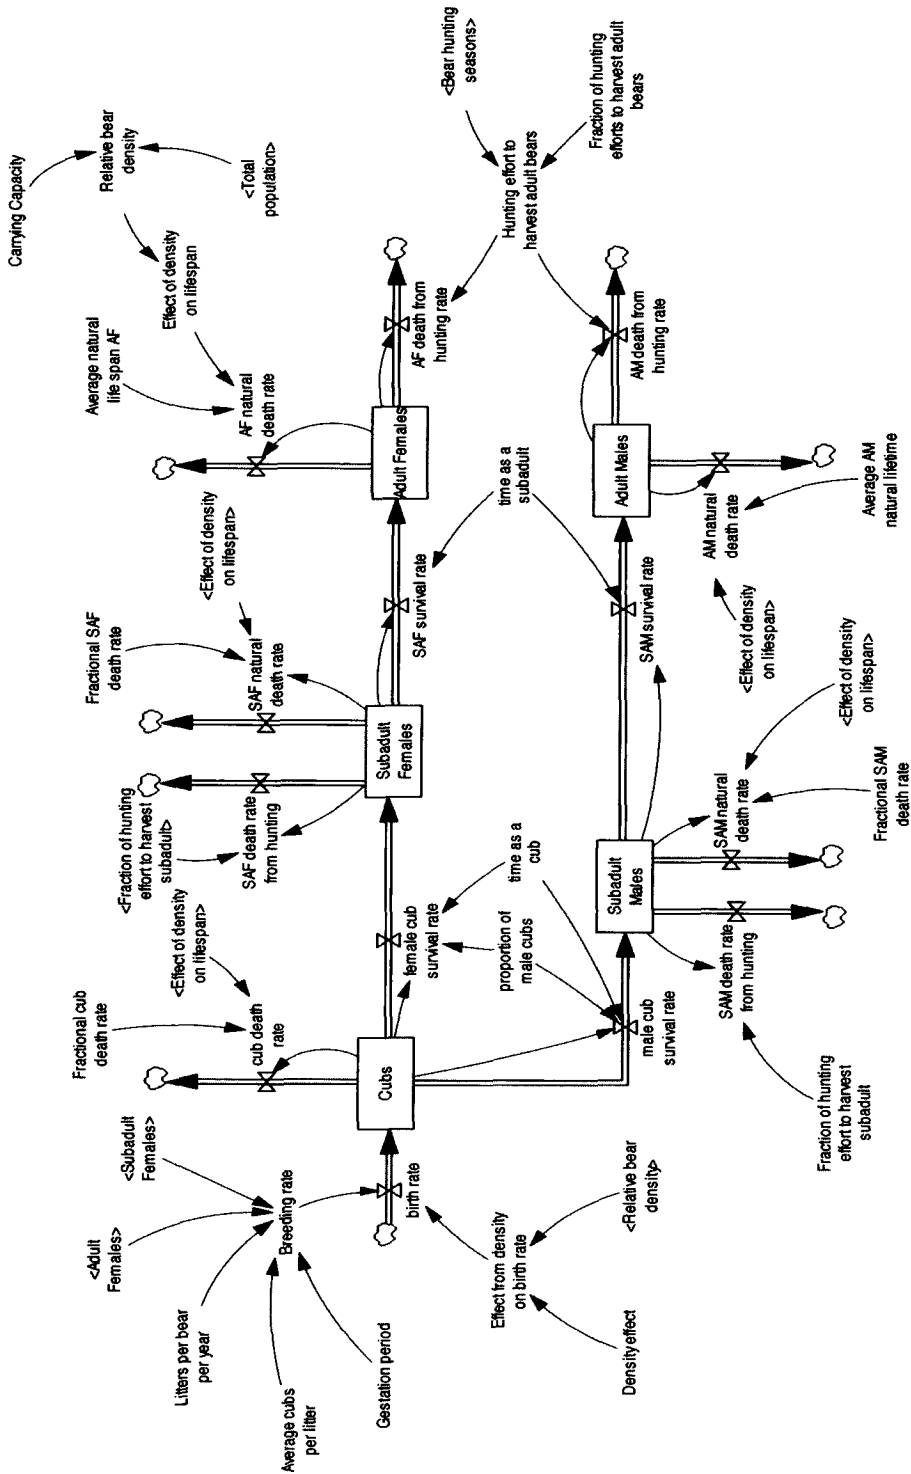 Carrying Capacity
Relative bear
density
<Total
population>
Effect of density
on lifespan
Average natural
life span AF
AF natural
death rate
Adult Females
AF death from
hunting rate
<Bear hunting
seasons>
Hunting effort to
harvest adult bears
Fraction of hunting
efforts to harvest adult
bears
AM death from
hunting rate
Adult Males
AM natural
death rate
Average AM
natural lifetime
<Effect of density
on lifespan>
time as a
subadult
SAF survival rate
SAM survival rate
<Effect of density
on lifespan>
Fractional SAF
death rate
SAF natural
death rate
Subadult
Females
<Fraction of hunting
effort to harvest
subadult>
SAF death rate
from hunting
<Effect of density
on lifespan>
SAM natural
death rate
Fractional SAM
death rate
Subadult
Males
SAM death rate
from hunting
Fraction of hunting
effort to harvest
subadult
time as a
cub
proportion of
male cubs
female cub
survival rate
male cub
survival rate
<Effect of density
on lifespan>
Fractional cub
death rate
cub death
rate
Cubs
birth rate
<Subadult
Females>
<Adult
Females>
Breeding rate
Litters per bear
per year
Average cubs
per litter
Gestation period
Effect from density
on birth rate
<Relative bear
density>
Density effect